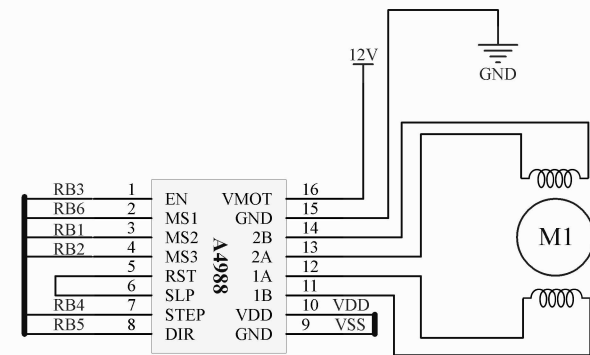 12V
GND
RB3 1 EN VMOT 16
RB6 2 MS1 GND 15
RB1 3 MS2 2B 14
RB2 4 MS3 2A 13
5 RST 1A 12
6 SLP 1B 11
RB4 7 STEP VDD 10 VDD
RB5 8 DIR GND 9 VSS
A4988
M1